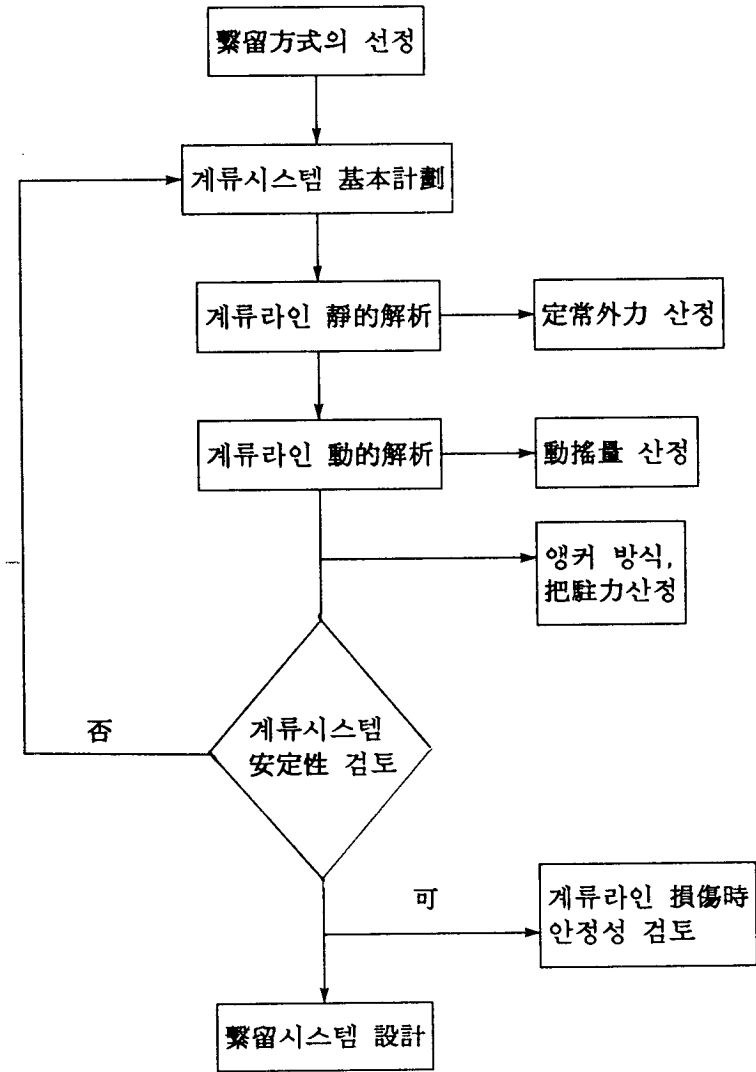 繫留方式의 선정
계류시스템 基本計劃
계류라인 靜的解析
定常外力 산정
계류라인 動的解析
動搖量 산정
앵커 방식,
把駐力산정
계류시스템
安定性 검토
否
可
계류라인 損傷時
안정성 검토
繫留시스템 設計